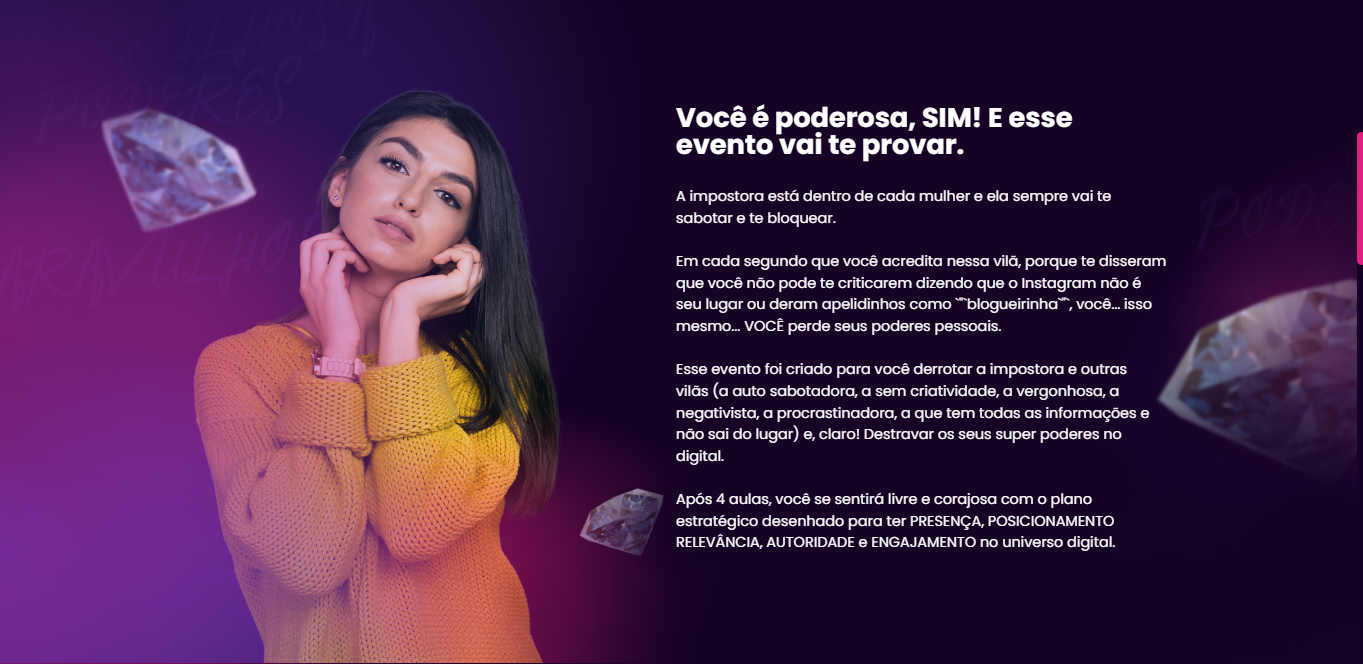 MARAVILHOSA
PODERES
MARAVILHOSA
Você é poderosa, SIM! E esse
evento vai te provar.
A impostora está dentro de cada mulher e ela sempre vai te
sabotar e te bloquear.
Em cada segundo que você acredita nessa vilã, porque te disseram
que você não pode te criticarem dizendo que o Instagram não é
seu lugar ou deram apelidinhos como `"`blogueirinha`"`, você... isso
mesmo... VOCÊ perde seus poderes pessoais.
Esse evento foi criado para você derrotar a impostora e outras
vilãs (a auto sabotadora, a sem criatividade, a vergonhosa, a
negativista, a procrastinadora, a que tem todas as informações e
não sai do lugar) e, claro! Destravar os seus super poderes no
digital.
Após 4 aulas, você se sentirá livre e corajosa com o plano
estratégico desenhado para ter PRESENÇA, POSICIONAMENTO
RELEVÂNCIA, AUTORIDADE e ENGAJAMENTO no universo digital.